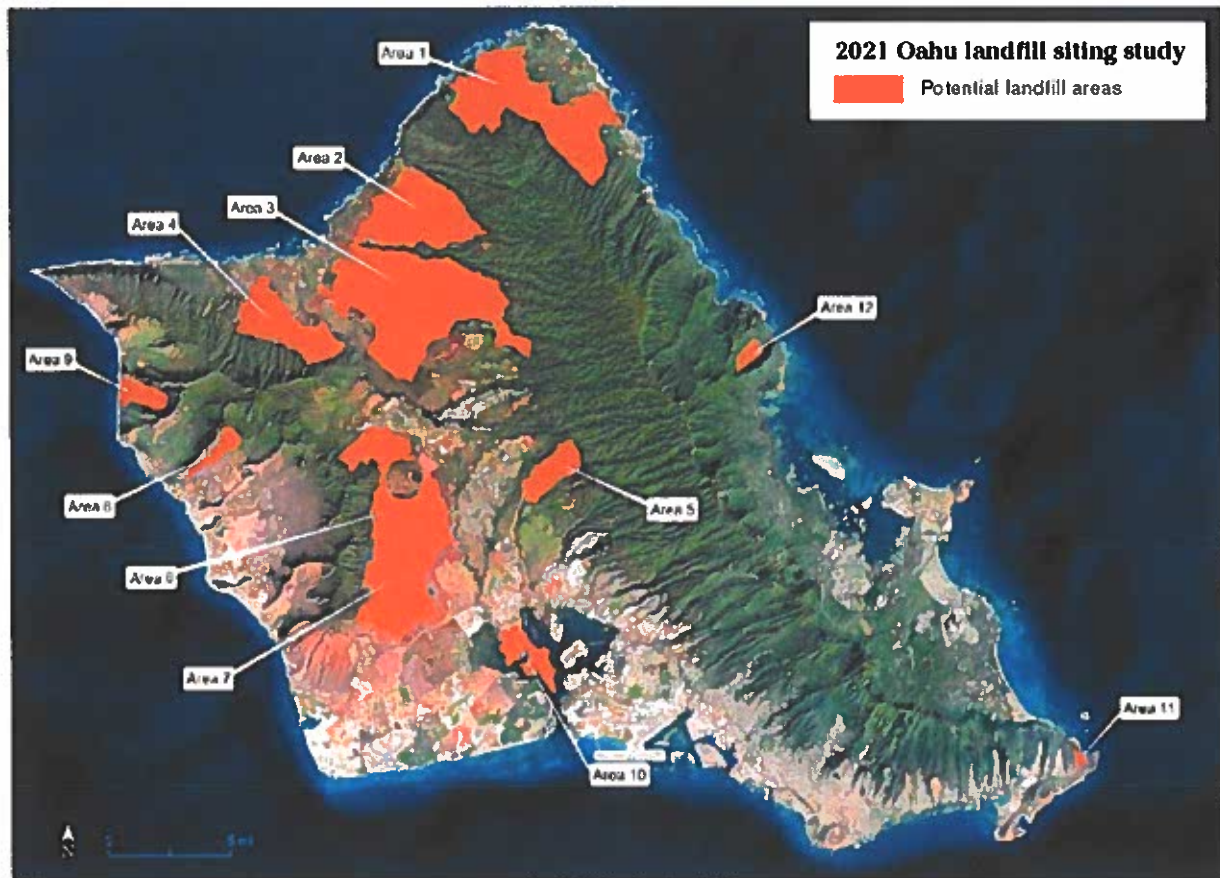 2021 Oahu landfill siting study
Potential landfill areas
Area 1
Area 2
Area 3
Area 4
Area 12
Area 9
Area 8
Area 5
Area 6
Area 7
Area 11
Area 10
N